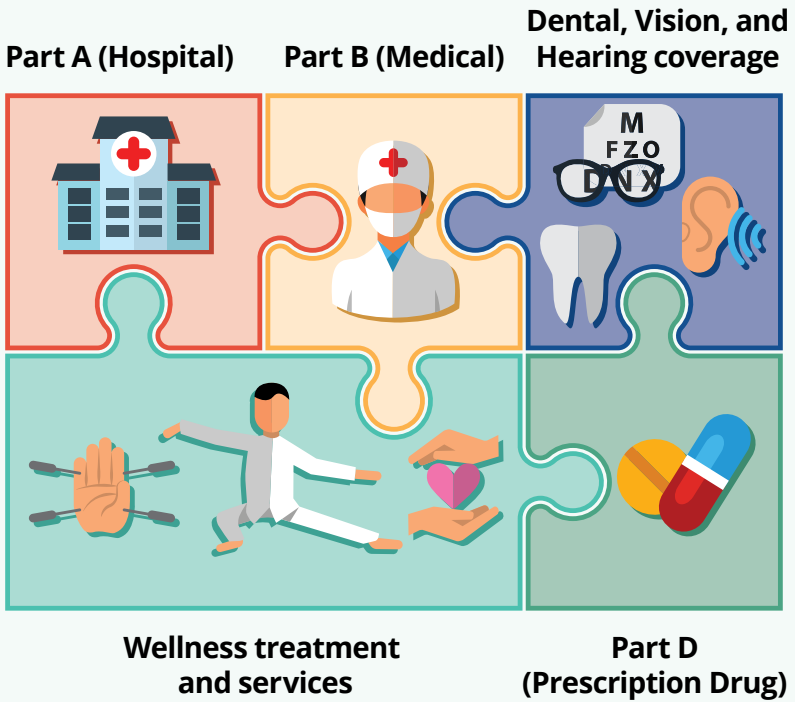 Part A (Hospital)
Part B (Medical)
Dental, Vision, and
Hearing coverage
M
FZO
DNX
Wellness treatment
and services
Part D
(Prescription Drug)